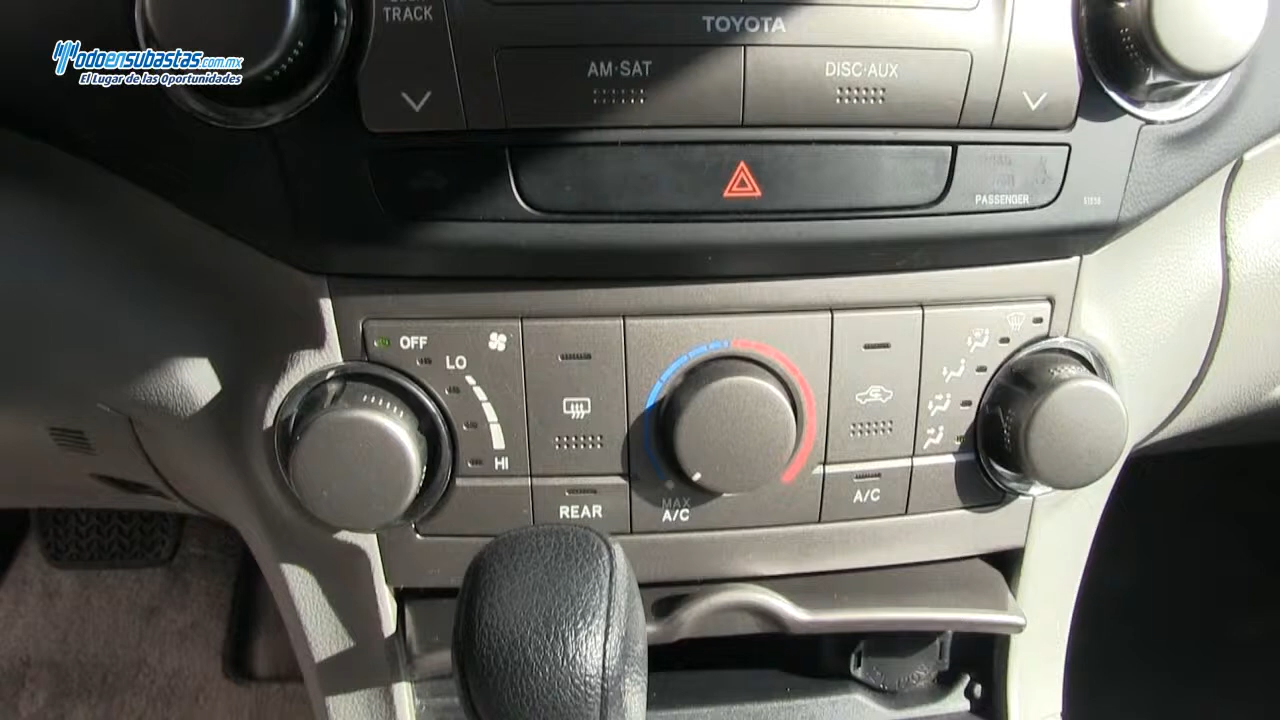 Todoensubastas.com.mx
El Lugar de las Oportunidades
TRACK
TOYOTA
AM·SAT
DISC·AUX
PASSENGER
OFF
LO
HI
REAR
MAX
A/C
A/C